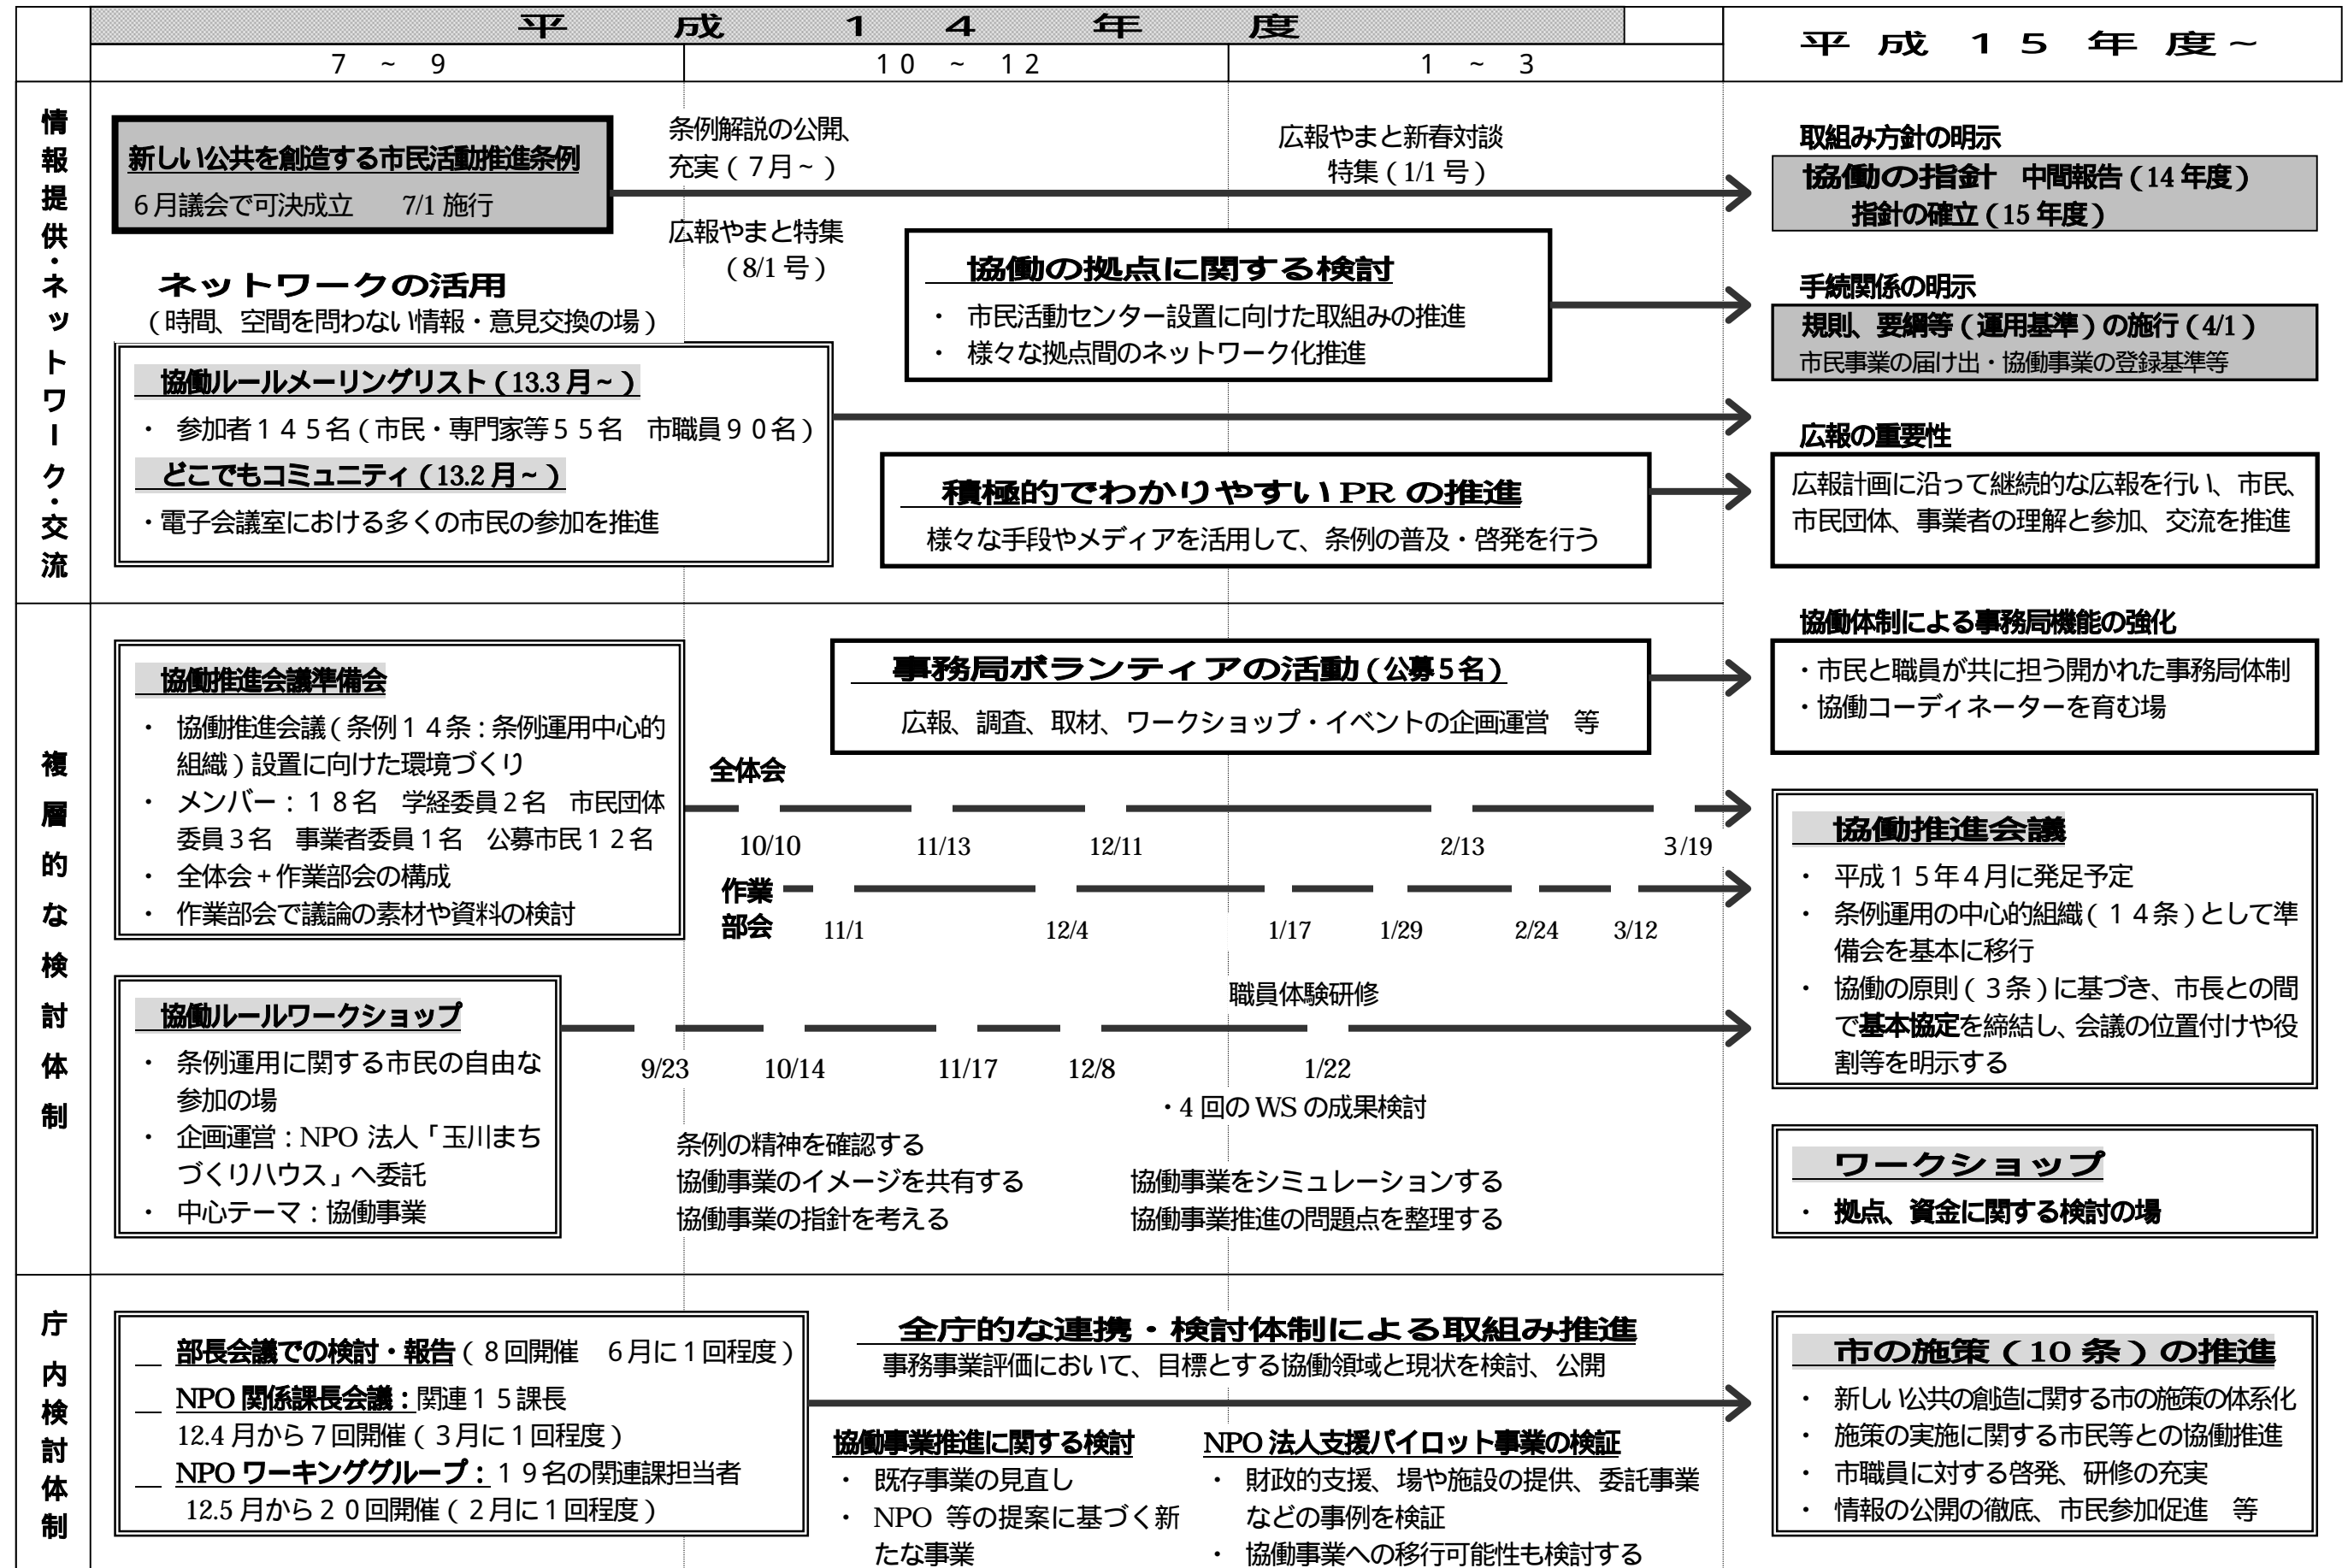 平成１４年度
平成１５年度~
７ ~ ９
１０ ~ １２
１ ~ ３
情報提供・ネットワーク・交流
新しい公共を創造する市民活動推進条例
６月議会で可決成立　7/1 施行
条例解説の公開、
充実（７月~）
広報やまと特集
（8/1 号）
広報やまと新春対談
特集（1/1 号）
ネットワークの活用
（時間、空間を問わない情報・意見交換の場）
協働ルールメーリングリスト（13.3 月~）
・ 参加者１４５名（市民・専門家等５５名　市職員９０名）
どこでもコミュニティ（13.2 月~）
・電子会議室における多くの市民の参加を推進
協働の拠点に関する検討
・ 市民活動センター設置に向けた取組みの推進
・ 様々な拠点間のネットワーク化推進
積極的でわかりやすい PR の推進
様々な手段やメディアを活用して、条例の普及・啓発を行う
取組み方針の明示
協働の指針　中間報告（14 年度）
指針の確立（15 年度）
手続関係の明示
規則、要綱等（運用基準）の施行（4/1）
市民事業の届け出・協働事業の登録基準等
広報の重要性
広報計画に沿って継続的な広報を行い、市民、
市民団体、事業者の理解と参加、交流を推進
複層的な検討体制
協働推進会議準備会
・ 協働推進会議（条例１４条：条例運用中心的
組織）設置に向けた環境づくり
・ メンバー：１８名　学経委員２名　市民団体
委員３名　事業者委員１名　公募市民１２名
・ 全体会＋作業部会の構成
・ 作業部会で議論の素材や資料の検討
事務局ボランティアの活動（公募５名）
広報、調査、取材、ワークショップ・イベントの企画運営　等
全体会
10/10 11/13 12/11 2/13 3/19
作業
部会
11/1 12/4 1/17 1/29 2/24 3/12
協働ルールワークショップ
・ 条例運用に関する市民の自由な
参加の場
・ 企画運営：NPO 法人「玉川まち
づくりハウス」へ委託
・ 中心テーマ：協働事業
職員体験研修
9/23 10/14 11/17 12/8 1/22
・4 回の WS の成果検討
条例の精神を確認する
協働事業のイメージを共有する
協働事業の指針を考える
協働事業をシミュレーションする
協働事業推進の問題点を整理する
協働体制による事務局機能の強化
・市民と職員が共に担う開かれた事務局体制
・協働コーディネーターを育む場
協働推進会議
・ 平成１５年４月に発足予定
・ 条例運用の中心的組織（１４条）として準
備会を基本に移行
・ 協働の原則（３条）に基づき、市長との間
で基本協定を締結し、会議の位置付けや役
割等を明示する
ワークショップ
・ 拠点、資金に関する検討の場
庁内検討体制
部長会議での検討・報告（８回開催　６月に１回程度）
NPO 関係課長会議：関連１５課長
12.4 月から７回開催（３月に１回程度）
NPO ワーキンググループ：１９名の関連課担当者
12.5 月から２０回開催（２月に１回程度）
全庁的な連携・検討体制による取組み推進
事務事業評価において、目標とする協働領域と現状を検討、公開
協働事業推進に関する検討
・ 既存事業の見直し
・ NPO 等の提案に基づく新
たな事業
NPO 法人支援パイロット事業の検証
・ 財政的支援、場や施設の提供、委託事業
などの事例を検証
・ 協働事業への移行可能性も検討する
市の施策（10 条）の推進
・ 新しい公共の創造に関する市の施策の体系化
・ 施策の実施に関する市民等との協働推進
・ 市職員に対する啓発、研修の充実
・ 情報の公開の徹底、市民参加促進　等